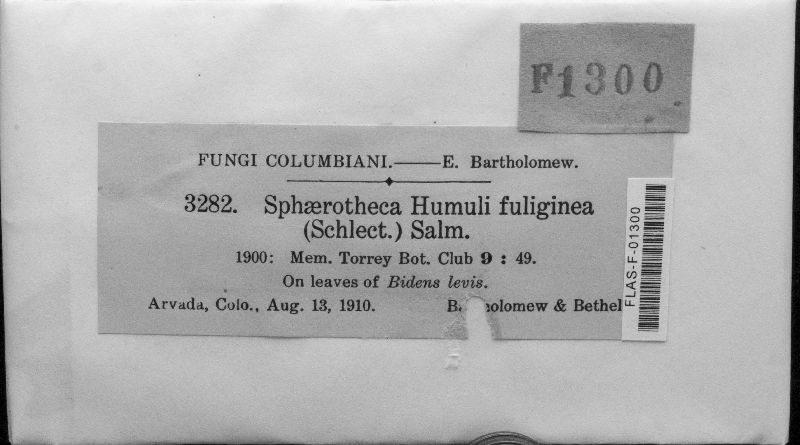 F1300
FUNGI COLUMBIANI.——E. Bartholomew.
3282. Sphærotheca Humuli fuliginea
(Schlect.) Salm.
1900: Mem. Torrey Bot. Club 9 : 49.
On leaves of Bidens levis.
Arvada, Colo., Aug. 13, 1910. & Bethel
FLAS-F-01300